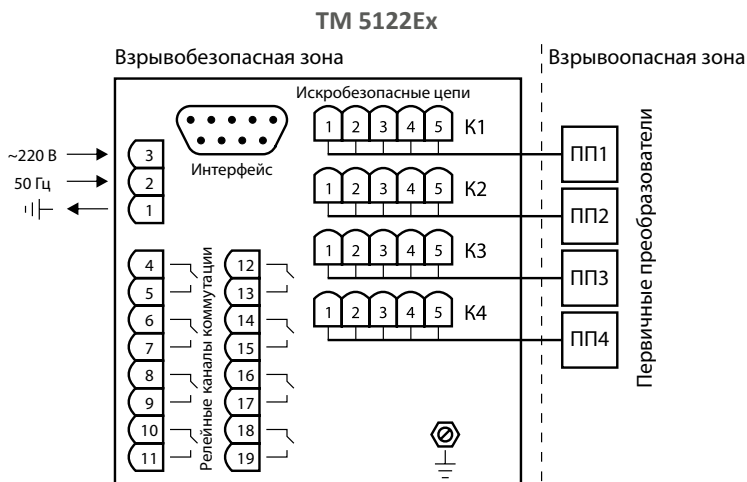 ТМ 5122Ex
Взрывобезопасная зона
Взрывоопасная зона
Искробезопасные цепи
Интерфейс
1 2 3 4 5 К1
1 2 3 4 5 К2
1 2 3 4 5 К3
1 2 3 4 5 К4
ПП1
ПП2
ПП3
ПП4
Первичные преобразователи
~220 В
50 Гц
3
2
1
4
5
6
7
8
9
10
11
Релейные каналы коммутации
12
13
14
15
16
17
18
19